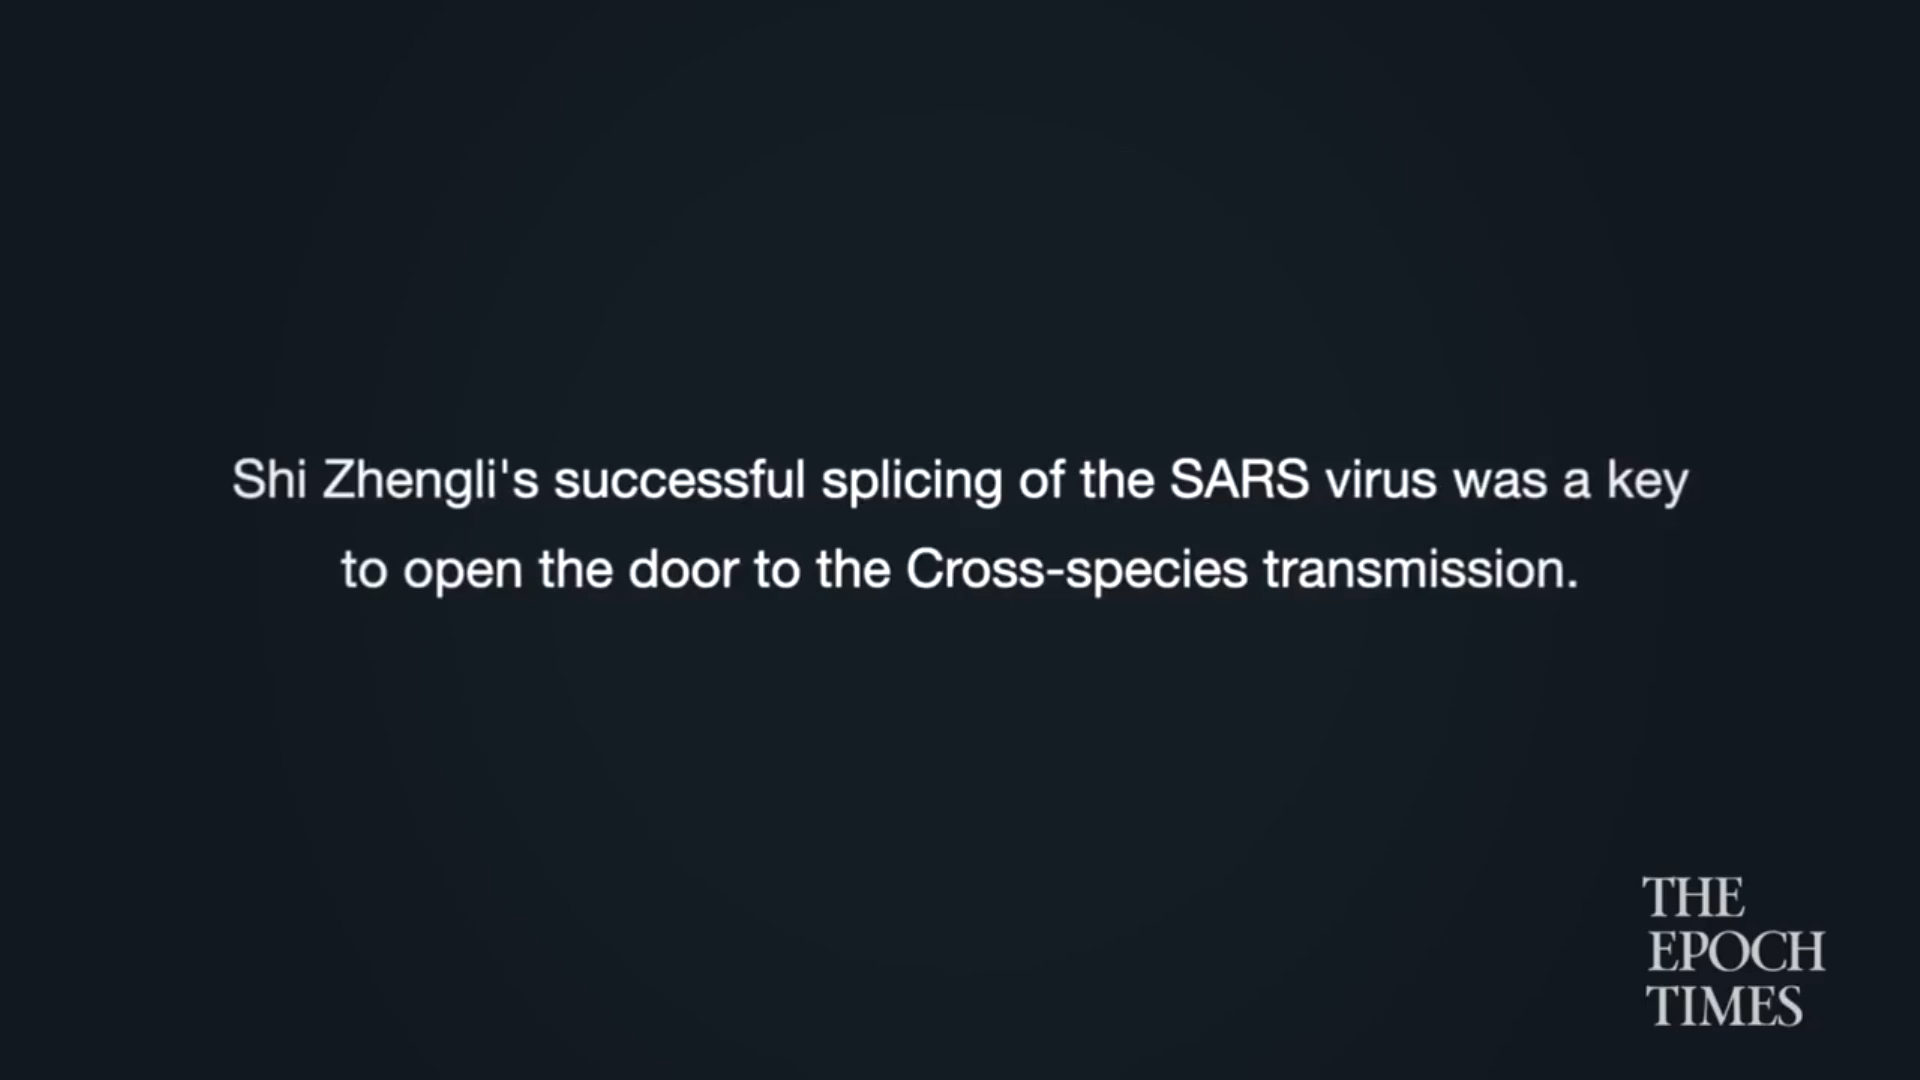 Shi Zhengli's successful splicing of the SARS virus was a key
to open the door to the Cross-species transmission.
THE
EPOCH
TIMES